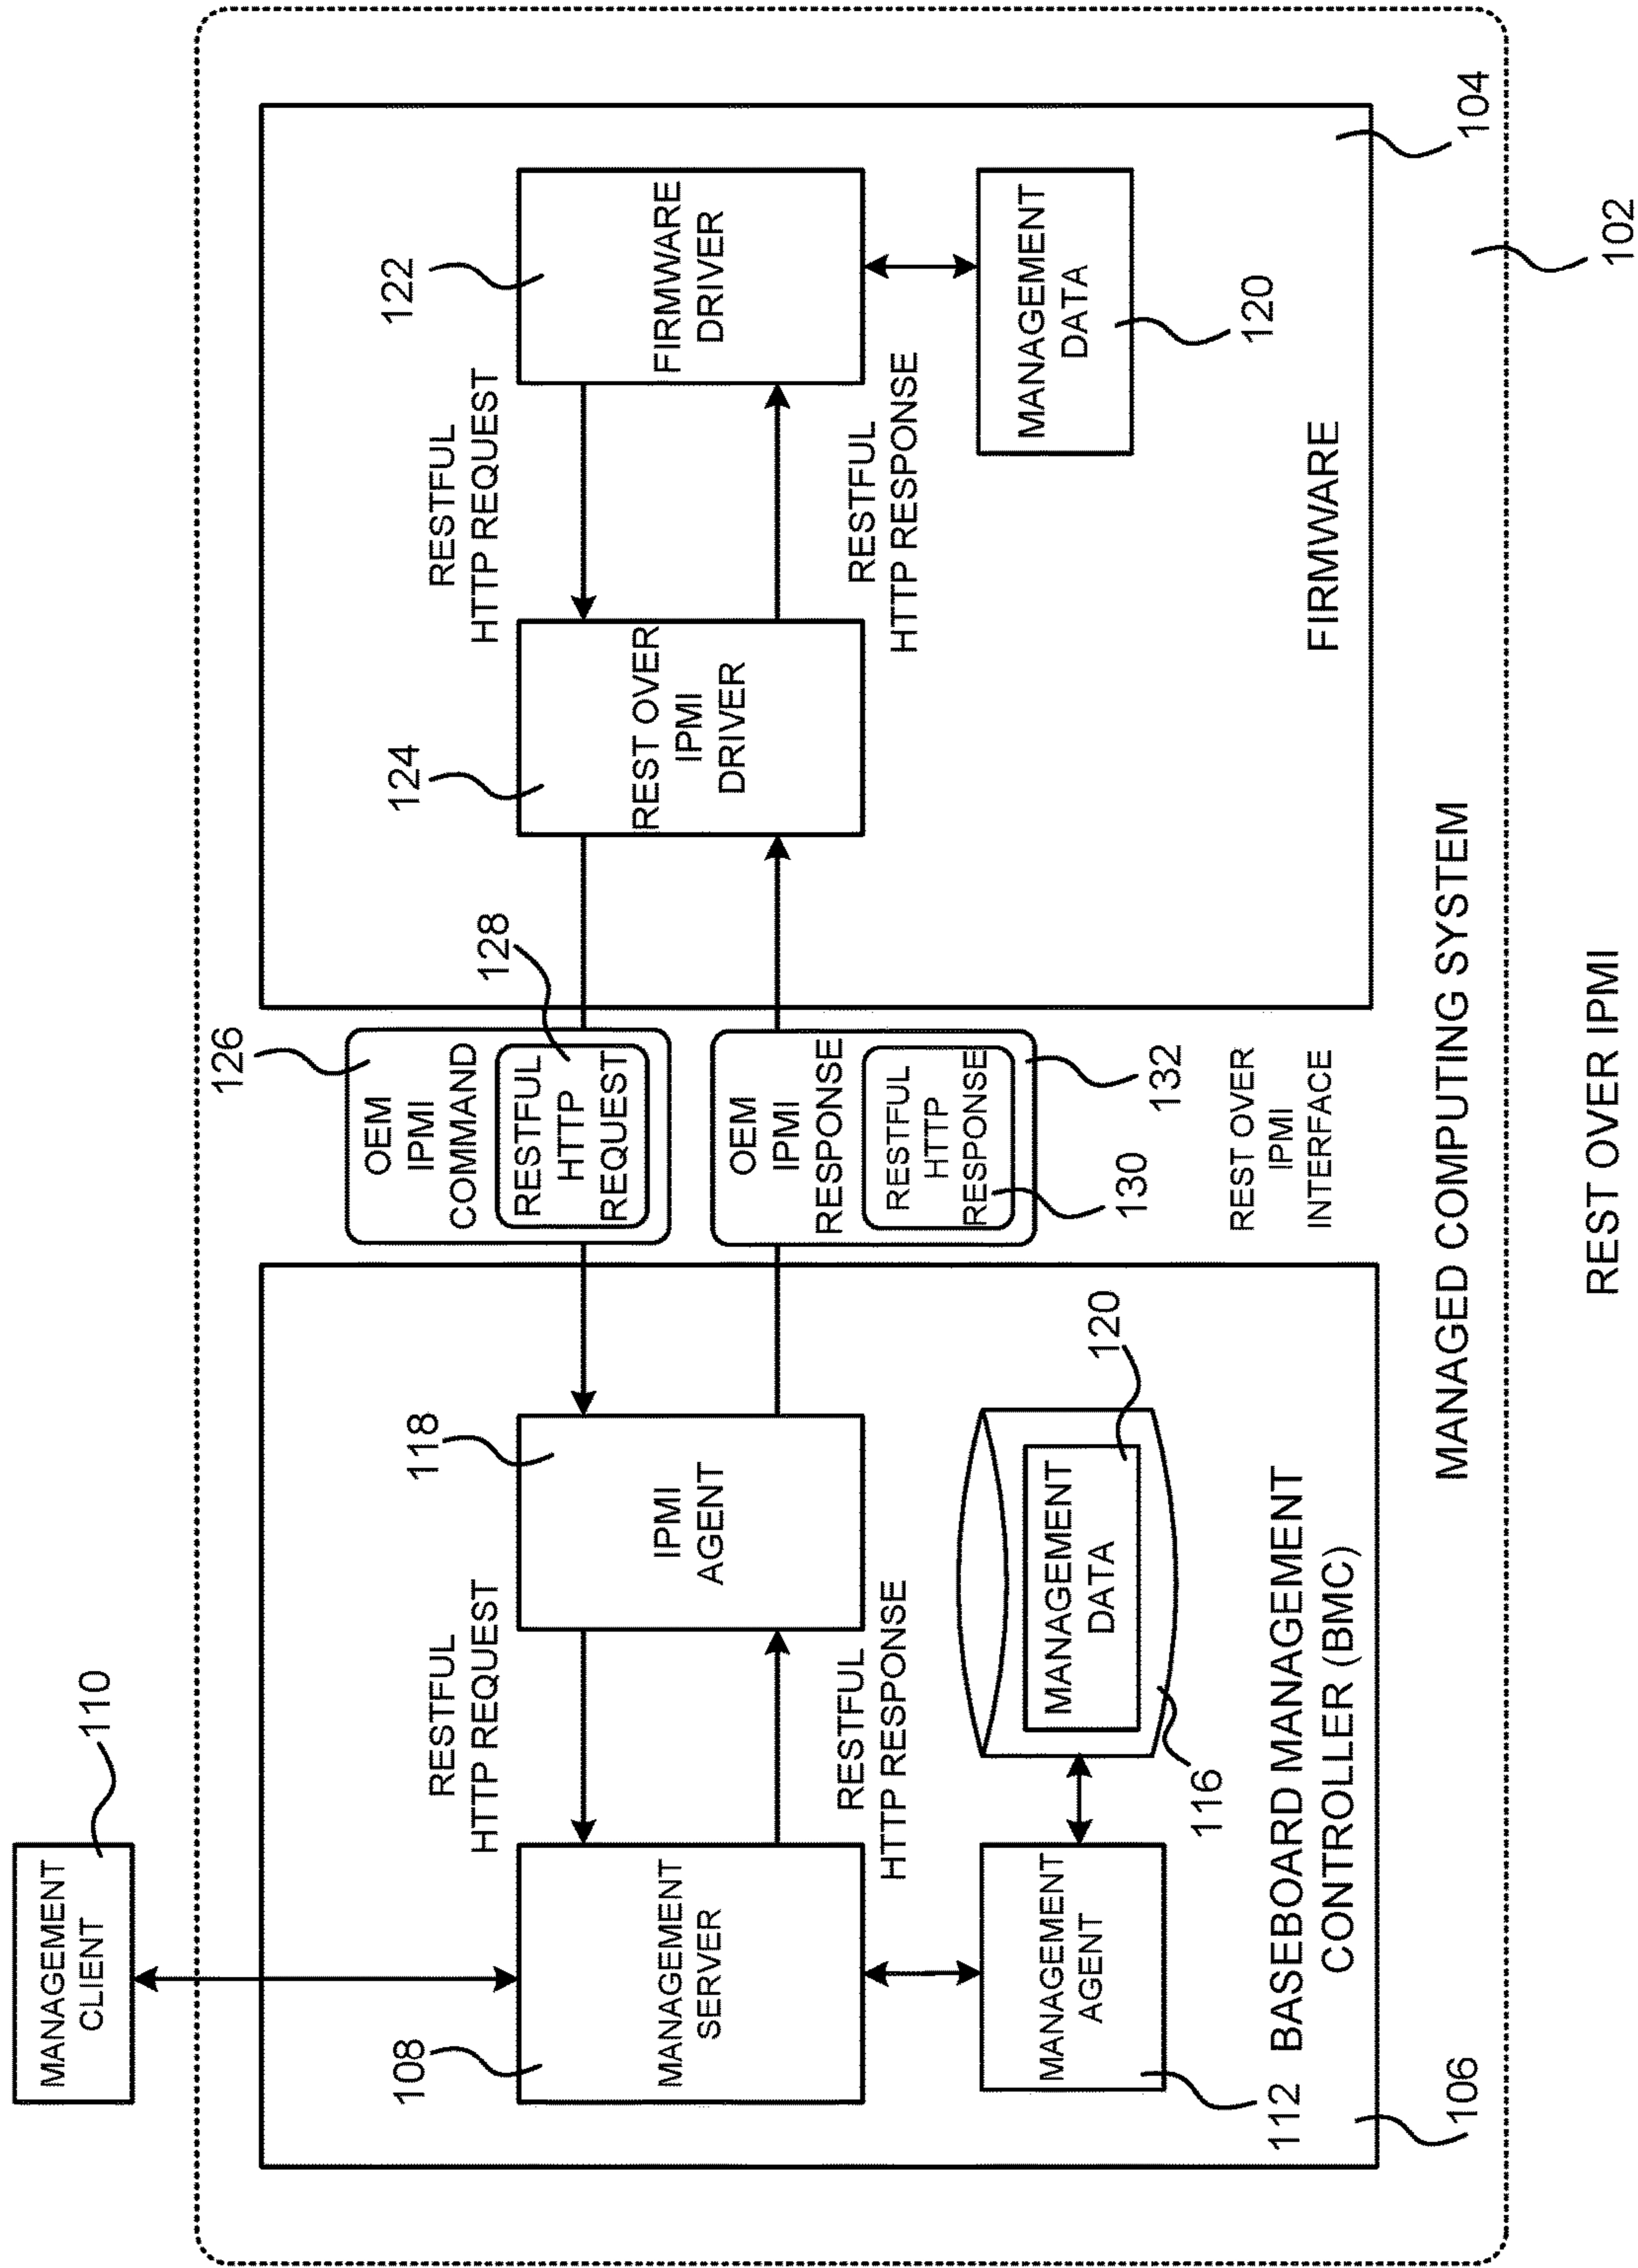 MANAGEMENT
CLIENT
110
MANAGEMENT
SERVER
108
RESTFUL
HTTP REQUEST
RESTFUL
HTTP RESPONSE
IPMI
AGENT
118
MANAGEMENT
AGENT
112
MANAGEMENT
DATA
120
116
BASEBOARD MANAGEMENT
CONTROLLER (BMC)
106
126
OEM
IPMI
COMMAND
RESTFUL
HTTP
REQUEST
128
OEM
IPMI
RESPONSE
RESTFUL
HTTP
RESPONSE
130
132
REST OVER
IPMI
INTERFACE
124
REST OVER
IPMI
DRIVER
RESTFUL
HTTP REQUEST
RESTFUL
HTTP RESPONSE
122
FIRMWARE
DRIVER
MANAGEMENT
DATA
120
FIRMWARE
104
MANAGED COMPUTING SYSTEM
102
REST OVER IPMI